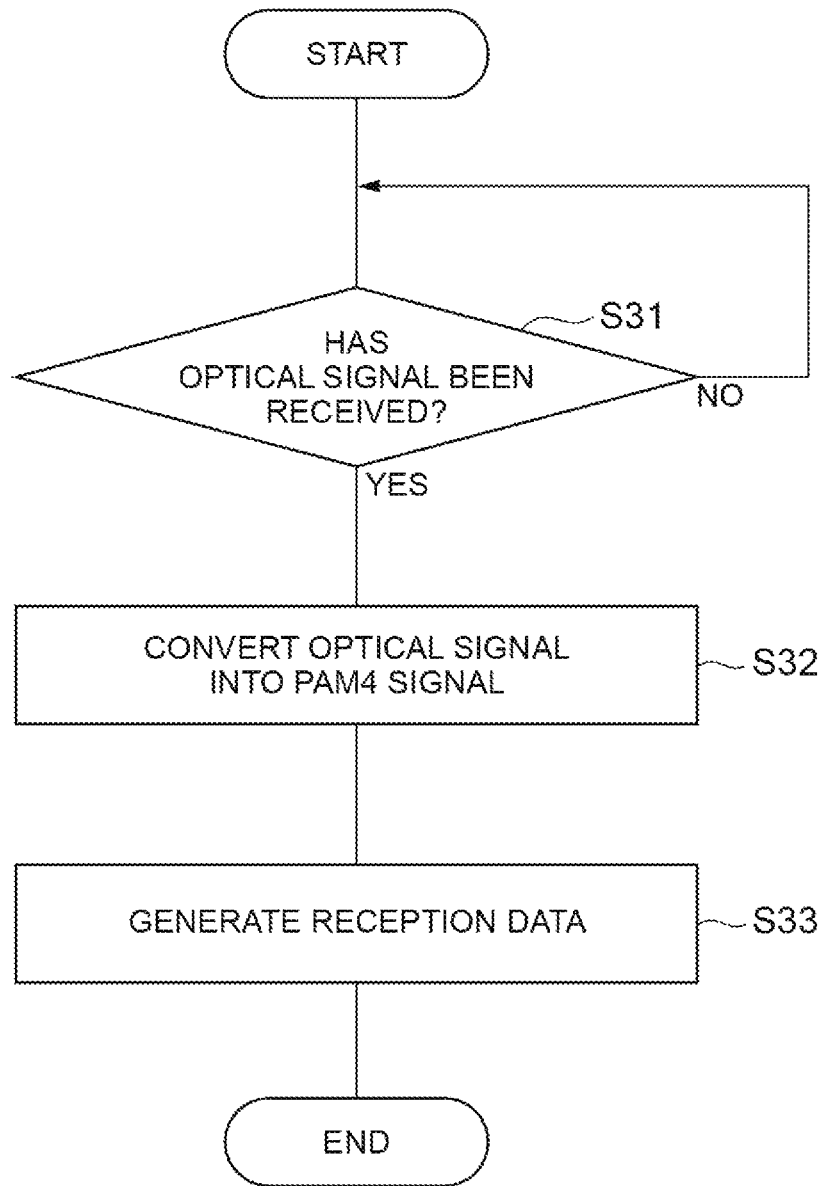 START
S31
HAS
OPTICAL SIGNAL BEEN
RECEIVED?
NO
YES
CONVERT OPTICAL SIGNAL
INTO PAM4 SIGNAL
S32
GENERATE RECEPTION DATA
S33
END